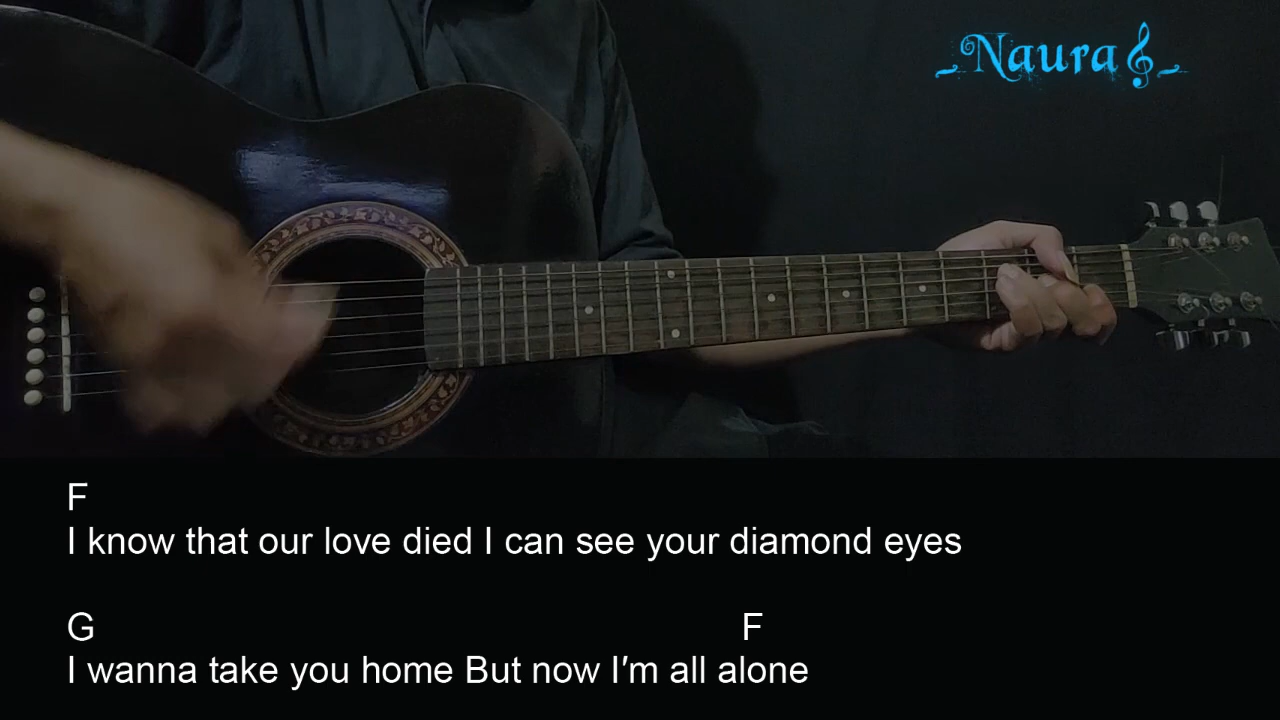 Naura
F
I know that our love died I can see your diamond eyes
G F
I wanna take you home But now I'm all alone